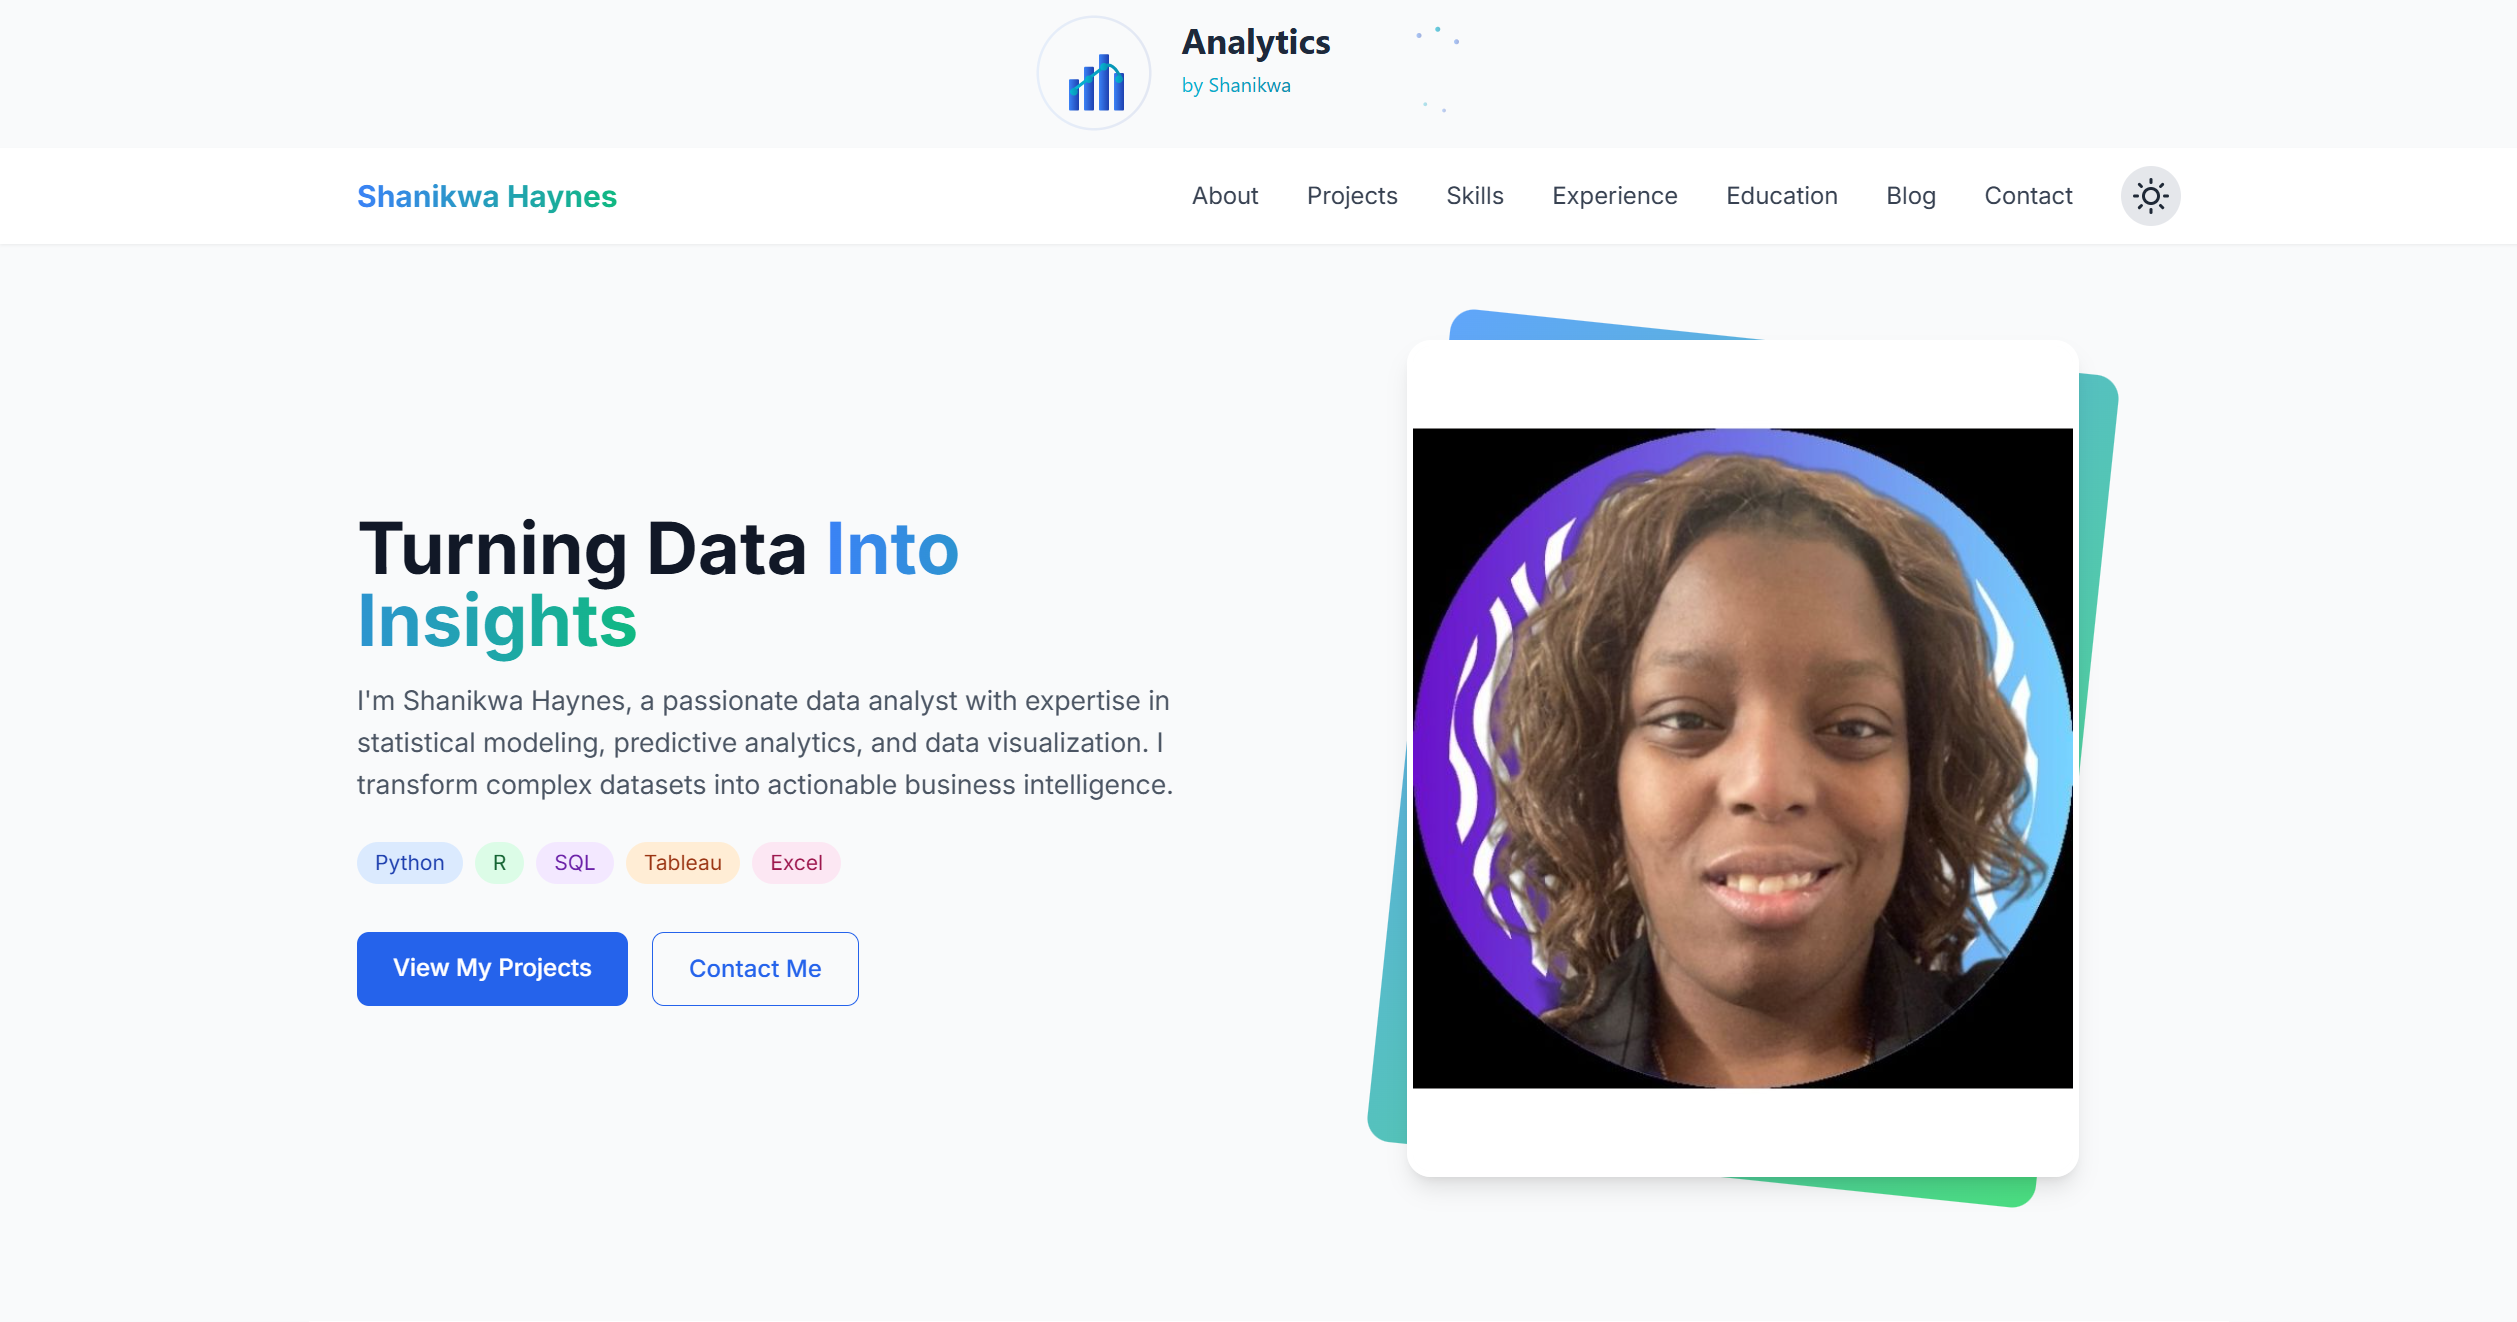 Analytics
by Shanikwa
Shanikwa Haynes
About
Projects
Skills
Experience
Education
Blog
Contact
Turning Data Into
Insights
I'm Shanikwa Haynes, a passionate data analyst with expertise in
statistical modeling, predictive analytics, and data visualization. I
transform complex datasets into actionable business intelligence.
Python
R
SQL
Tableau
Excel
View My Projects
Contact Me